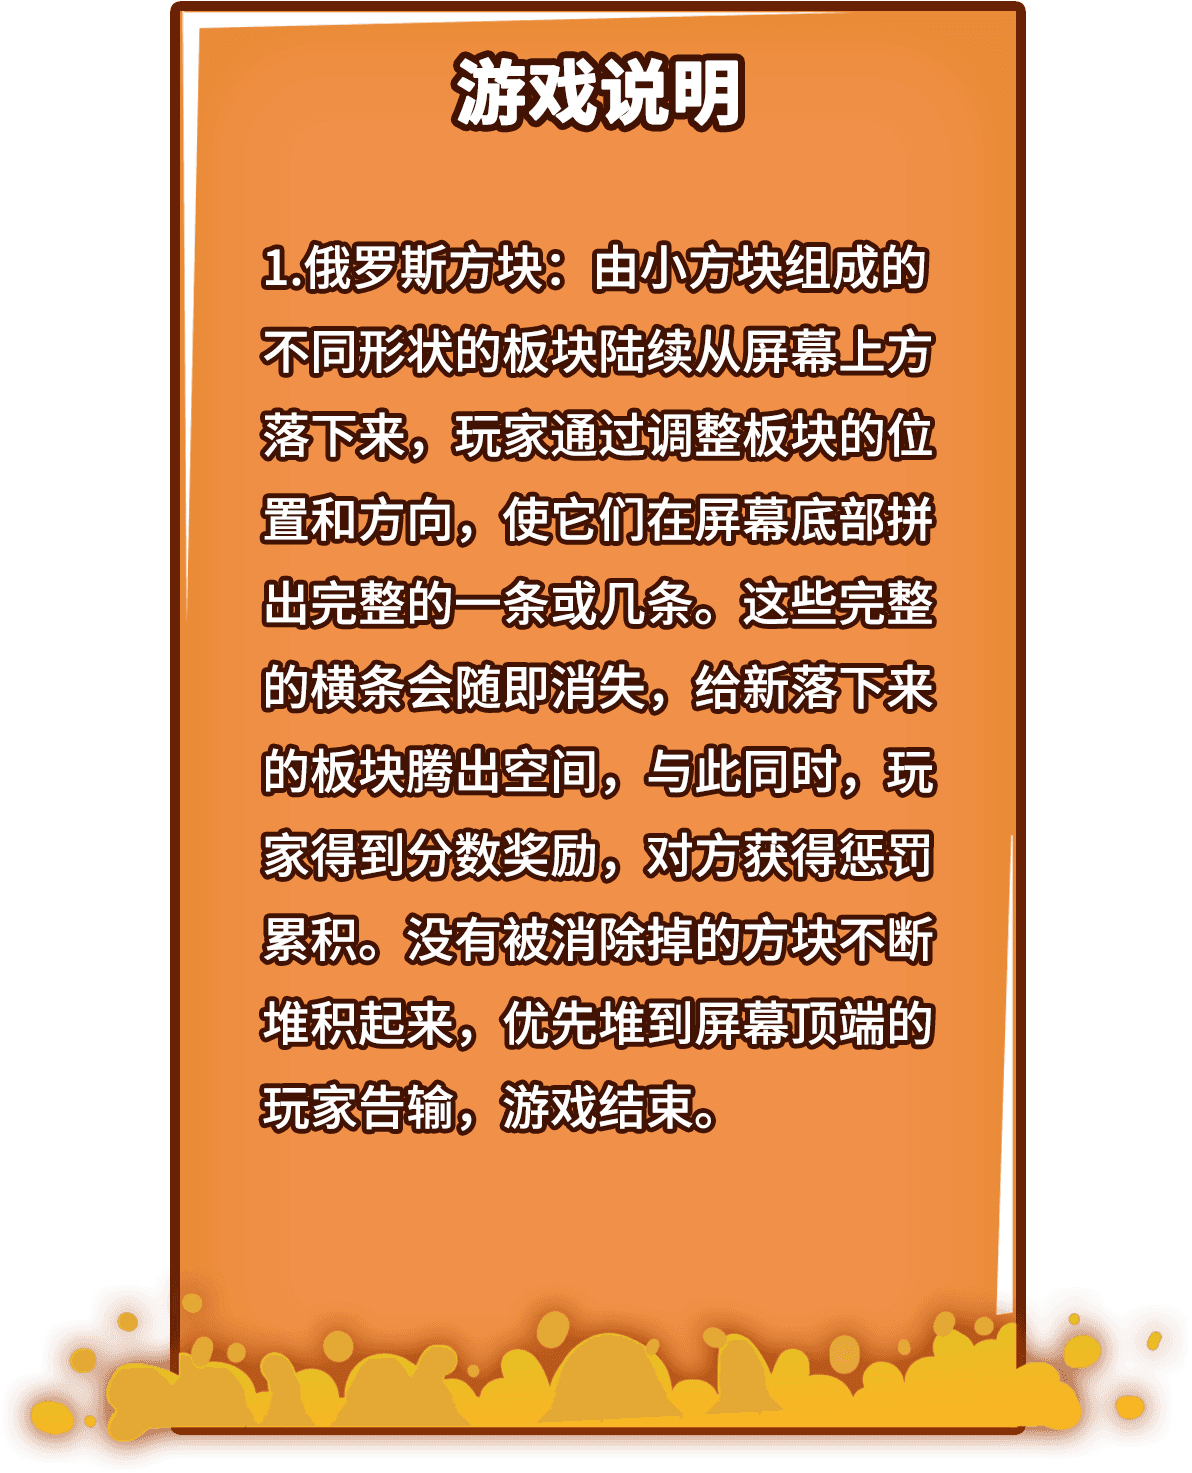 游戏说明
1.俄罗斯方块：由小方块组成的
不同形状的板块陆续从屏幕上方
落下来，玩家通过调整板块的位
置和方向，使它们在屏幕底部拼
出完整的一条或几条。这些完整
的横条会随即消失，给新落下来
的板块腾出空间，与此同时，玩
家得到分数奖励，对方获得惩罚
累积。没有被消除掉的方块不断
堆积起来，优先堆到屏幕顶端的
玩家告输，游戏结束。